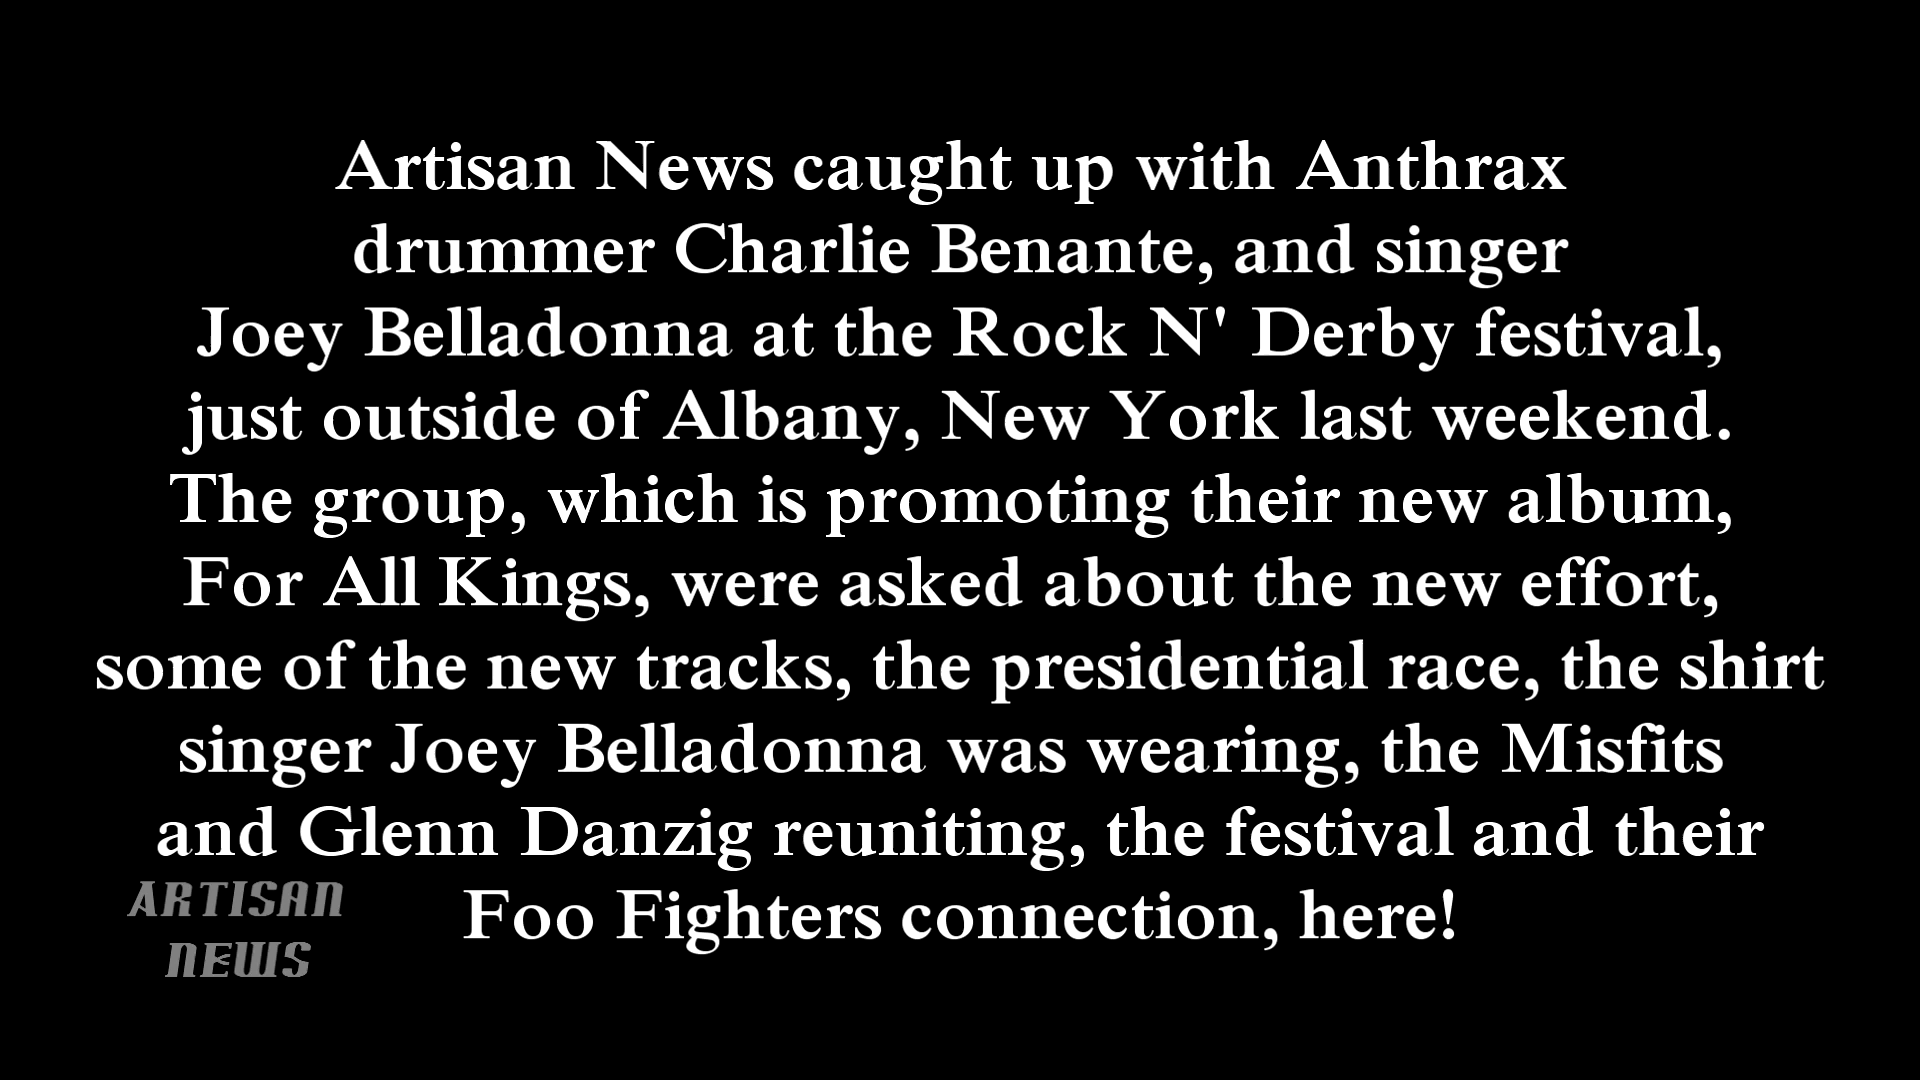 Artisan News caught up with Anthrax
drummer Charlie Benante, and singer
Joey Belladonna at the Rock N' Derby festival,
just outside of Albany, New York last weekend.
The group, which is promoting their new album,
For All Kings, were asked about the new effort,
some of the new tracks, the presidential race, the shirt
singer Joey Belladonna was wearing, the Misfits
and Glenn Danzig reuniting, the festival and their
Foo Fighters connection, here!
ARTISAN
NEWS